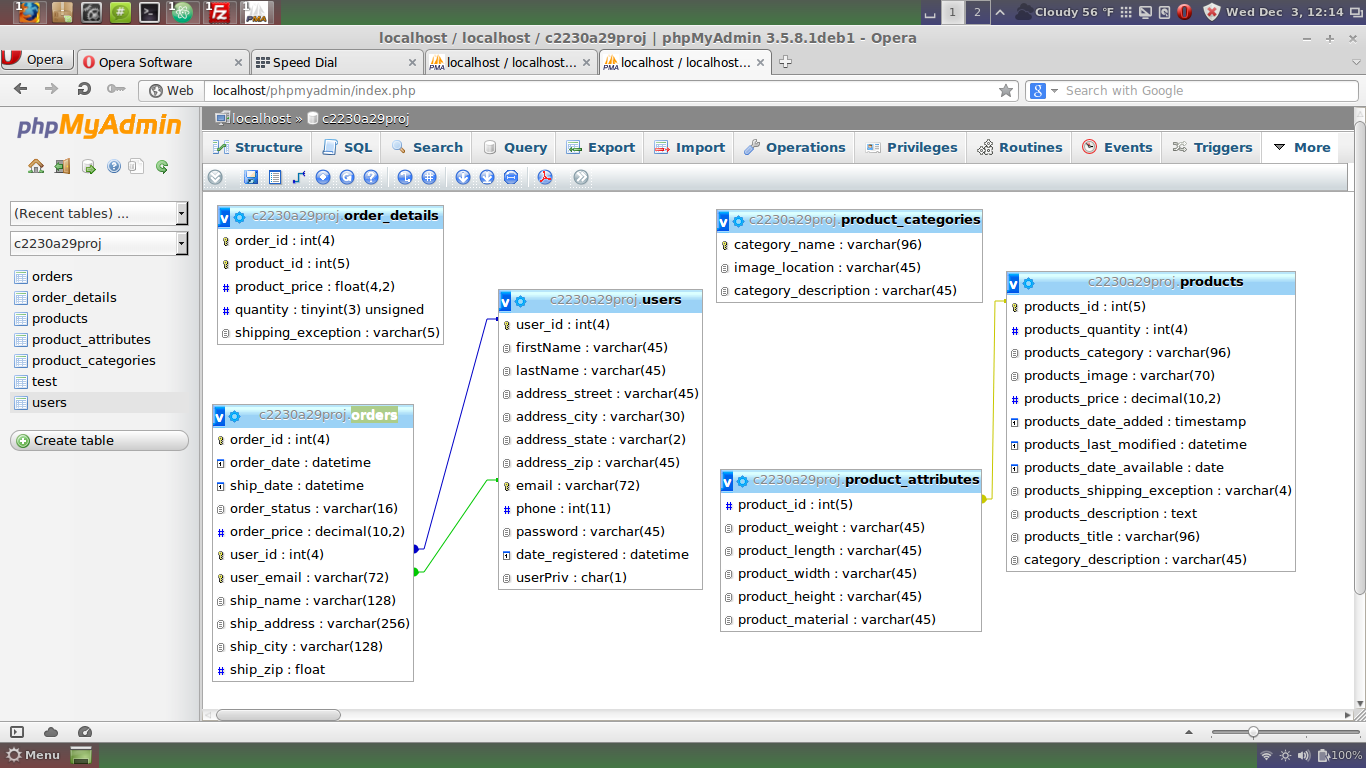 1 1 1 1
1 2 Cloudy 56 °F Wed Dec 3, 12:14
localhost / localhost / c2230a29proj | phpMyAdmin 3.5.8.1deb1 - Opera
Opera Opera Software Speed Dial localhost / localhost... localhost / localhost...
Web localhost/phpmyadmin/index.php Search with Google
phpMyAdmin
(Recent tables) ...
c2230a29proj
orders
order_details
products
product_attributes
product_categories
test
users
Create table
localhost » c2230a29proj
Structure SQL Search Query Export Import Operations Privileges Routines Events Triggers More
v c2230a29proj.order_details
order_id : int(4)
product_id : int(5)
product_price : float(4,2)
quantity : tinyint(3) unsigned
shipping_exception : varchar(5)
v c2230a29proj.orders
order_id : int(4)
order_date : datetime
ship_date : datetime
order_status : varchar(16)
order_price : decimal(10,2)
user_id : int(4)
user_email : varchar(72)
ship_name : varchar(128)
ship_address : varchar(256)
ship_city : varchar(128)
ship_zip : float
v c2230a29proj.users
user_id : int(4)
firstName : varchar(45)
lastName : varchar(45)
address_street : varchar(45)
address_city : varchar(30)
address_state : varchar(2)
address_zip : varchar(45)
email : varchar(72)
phone : int(11)
password : varchar(45)
date_registered : datetime
userPriv : char(1)
v c2230a29proj.product_categories
category_name : varchar(96)
image_location : varchar(45)
category_description : varchar(45)
v c2230a29proj.product_attributes
product_id : int(5)
product_weight : varchar(45)
product_length : varchar(45)
product_width : varchar(45)
product_height : varchar(45)
product_material : varchar(45)
v c2230a29proj.products
products_id : int(5)
products_quantity : int(4)
products_category : varchar(96)
products_image : varchar(70)
products_price : decimal(10,2)
products_date_added : timestamp
products_last_modified : datetime
products_date_available : date
products_shipping_exception : varchar(4)
products_description : text
products_title : varchar(96)
category_description : varchar(45)
Menu 100%